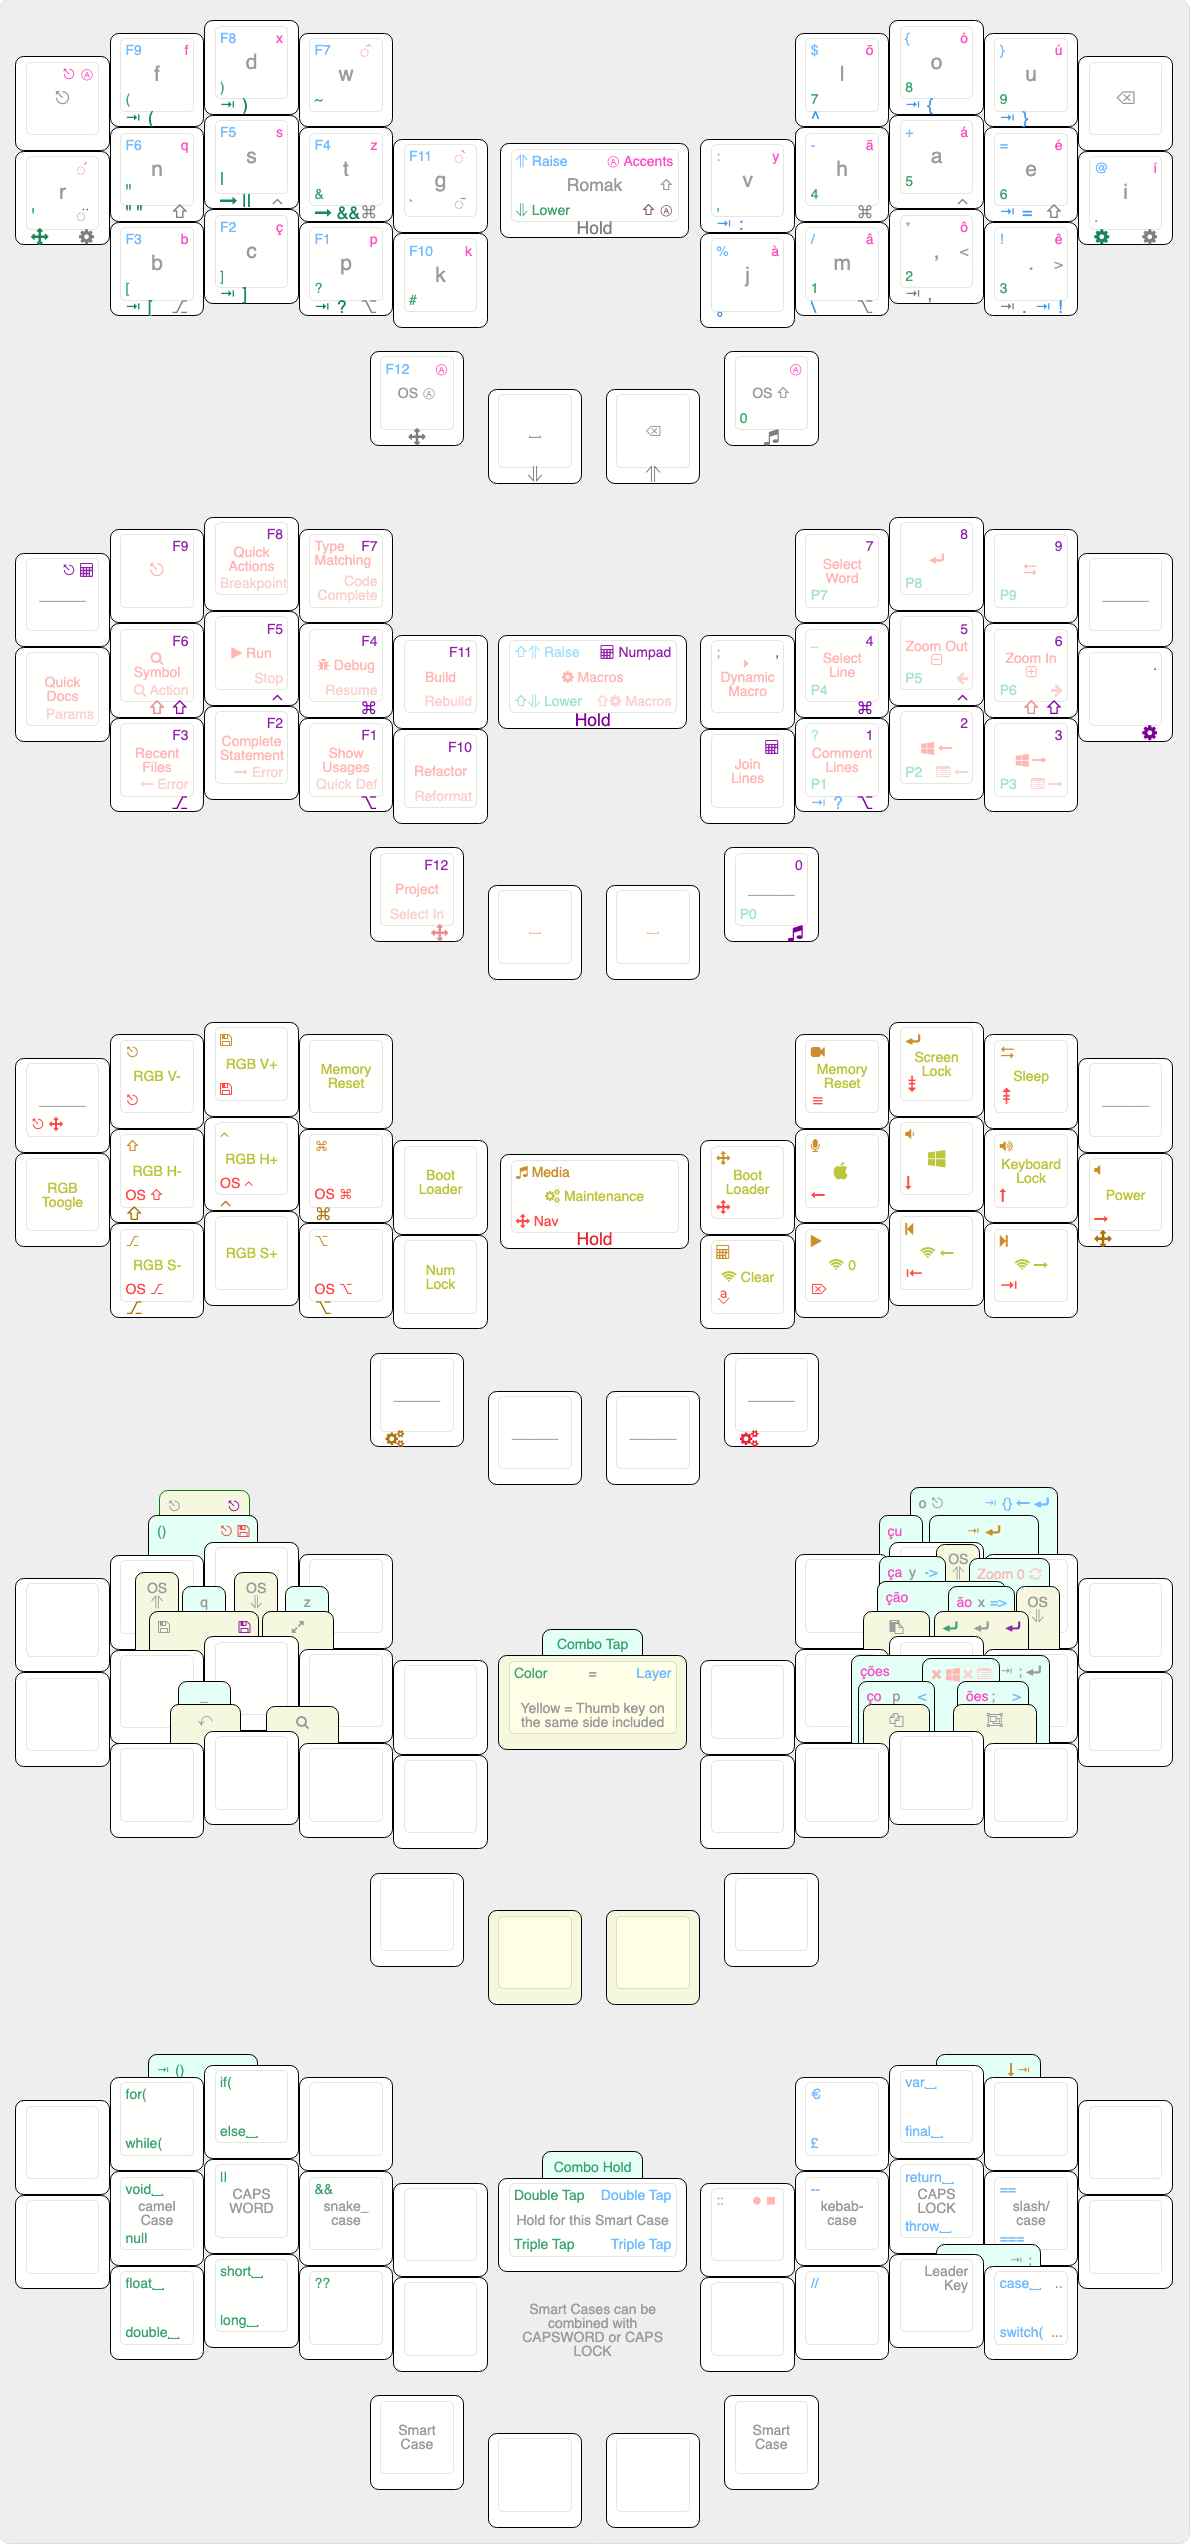 F9 f
f
(
⇥ (
F8 x
d
)
⇥ )
F7
w
~
$ õ
l
7
^
{ ó
o
8
⇥ {
} ú
u
9
⇥ }
r
'
F6 q
n
"
" "
F5 s
s
|
→ ||
F4 z
t
&
→ &&⌘
F11
g
`
⇑ Raise Ⓐ Accents
Romak ⇧
⇓ Lower ⇧ Ⓐ
Hold
: y
v
,
⇥ :
- ã
h
4
⌘
+ á
a
5
^
= é
e
6
⇥ = ⇧
@ í
i
.
F3 b
b
[
⇥ [
F2 ç
c
]
⇥ ]
F1 p
p
?
⇥ ? ⌥
F10 k
k
#
% à
j
°
/ â
m
1
\ ⌥
* ô
, <
2
⇥ ,
! ê
. >
3
⇥ . ⇥ !
F12 Ⓐ
OS Ⓐ
Ⓐ
OS ⇧
0
F9
F8
Quick
Actions
Breakpoint
Type F7
Matching
Code
Complete
7
Select
Word
P7
8
P8
9
P9
Quick
Docs
Params
F6
Symbol
Action
F5
Run
Stop
F4
Debug
Resume
⌘
F11
Build
Rebuild
⇧⇑ Raise Numpad
Macros
⇧⇓ Lower ⇧ Macros
Hold
; ,
Dynamic
Macro
_ 4
Select
Line
P4
⌘
5
Zoom Out
P5 ←
6
Zoom In
P6 →
.
F3
Recent
Files
← Error
F2
Complete
Statement
→ Error
F1
Show
Usages
Quick Def
F10
Refactor
Reformat
Join
Lines
? 1
Comment
Lines
P1
⇥ ? ⌥
2
P2
3
P3
F12
Project
Select In
0
P0
RGB V-
RGB V+
Memory
Reset
Memory
Reset
Screen
Lock
Sleep
RGB
Toogle
RGB H-
OS ⇧
RGB H+
OS ^
⌘
OS ⌘
⌘
Boot
Loader
Media
Maintenance
Nav
Hold
Boot
Loader
Keyboard
Lock
Power
RGB S-
OS
RGB S+
⌥
OS ⌥
⌥
Num
Lock
Clear
a
0
()
OS
q
OS
z
_
Combo Tap
Color = Layer
Yellow = Thumb key on
the same side included
o ⇥ {} ←
çu
OS
ça y ->
Zoom 0
ção
ão x =>
OS
ções
⇥ ;
ço p <
ões ; >
⇥ ()
for(
while(
if(
else⎵
€
£
var⎵
final⎵
void⎵
camel
Case
null
||
CAPS
WORD
&&
snake_
case
Combo Hold
Double Tap Double Tap
Hold for this Smart Case
Triple Tap Triple Tap
::
--
kebab-
case
return⎵
CAPS
LOCK
throw⎵
==
slash/
case
===
float⎵
double⎵
short⎵
long⎵
??
Smart Cases can be
combined with
CAPSWORD or CAPS
LOCK
//
Leader
Key
⇥ ;
case⎵ ..
switch( ...
Smart
Case
Smart
Case